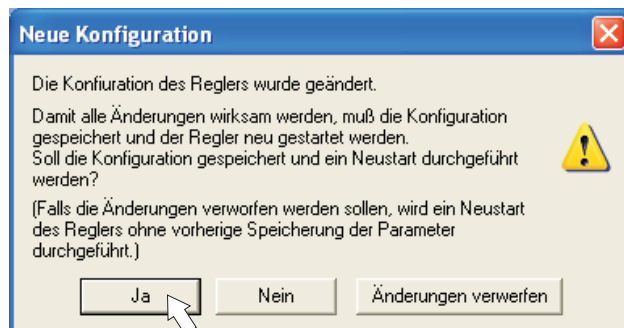 Neue Konfiguration
Die Konfiuration des Reglers wurde geändert.
Damit alle Änderungen wirksam werden, muß die Konfiguration
gespeichert und der Regler neu gestartet werden.
Soll die Konfiguration gespeichert und ein Neustart durchgeführt
werden?
(Falls die Änderungen verworfen werden sollen, wird ein Neustart
des Reglers ohne vorherige Speicherung der Parameter
durchgeführt.)
Ja Nein Änderungen verwerfen